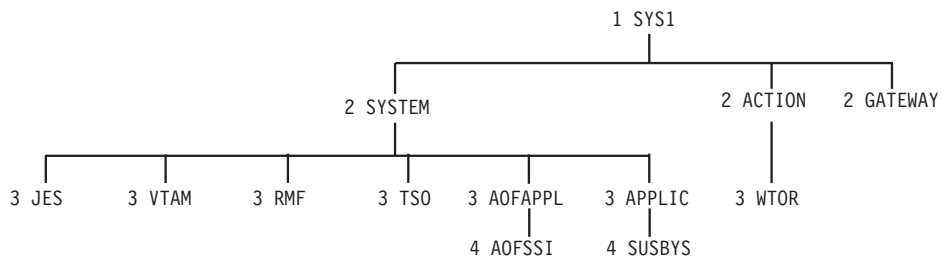 1 SYS1
2 SYSTEM
2 ACTION
2 GATEWAY
3 JES
3 VTAM
3 RMF
3 TSO
3 AOFAPPL
3 APPLIC
3 WTOR
4 AOFSSI
4 SUSBYS